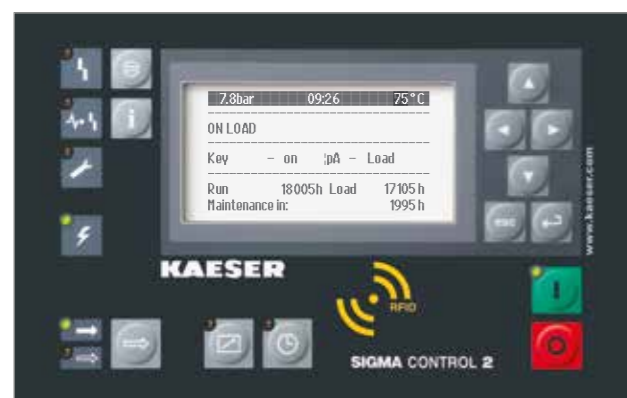 7.8bar 09:26 75°C
ON LOAD
Key – on ¦pA – Load
Run 18005h Load 17105h
Maintenance in: 1995h
esc
www.kaeser.com
KAESER
RFID
I
O
SIGMA CONTROL 2